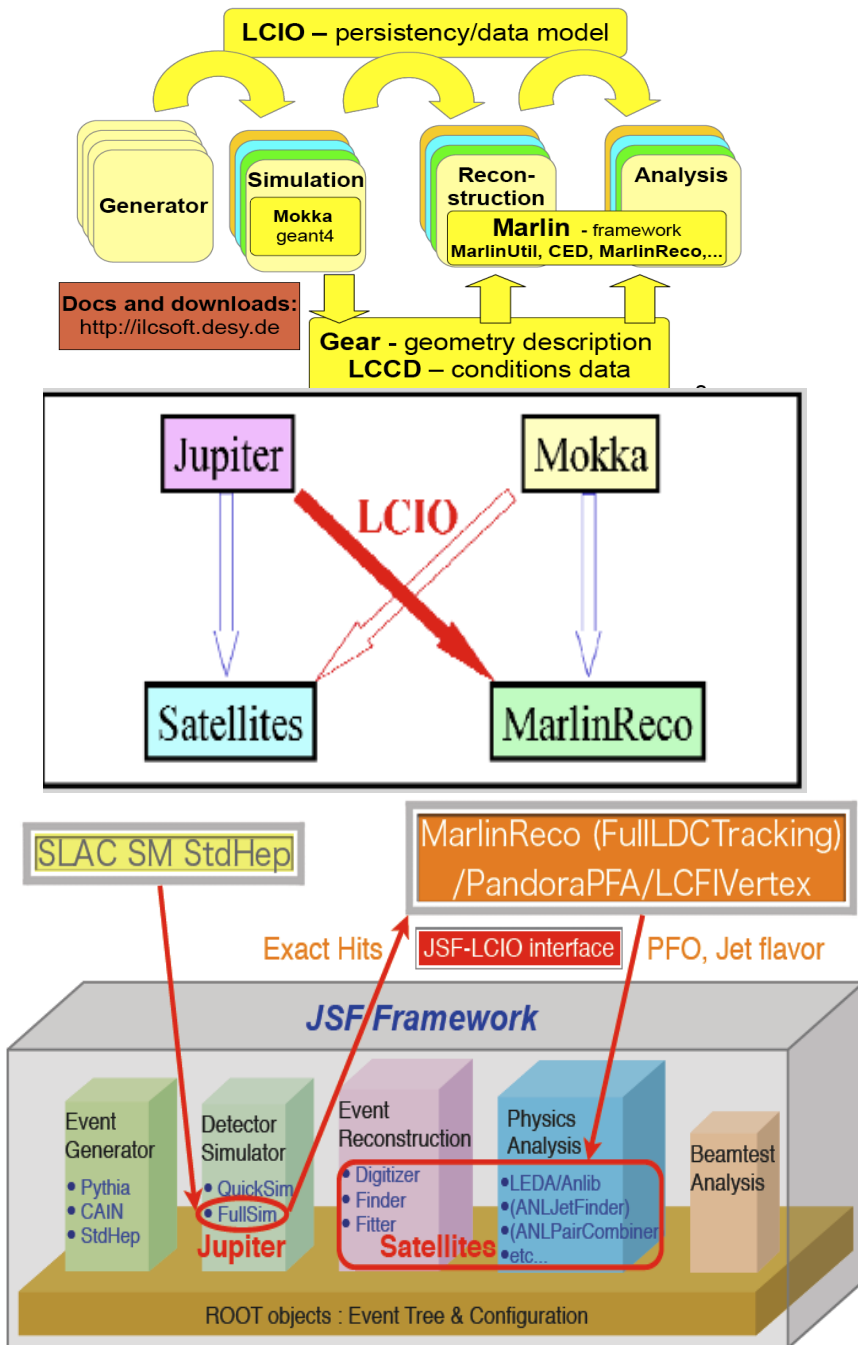 LCIO – persistency/data model
Generator
Simulation
Mokka
geant4
Recon-
struction
Analysis
Marlin - framework
MarlinUtil, CED, MarlinReco,...
Docs and downloads:
http://ilcsoft.desy.de
Gear - geometry description
LCCD – conditions data
Jupiter
Mokka
LCIO
Satellites
MarlinReco
SLAC SM StdHep
MarlinReco (FullLDCTracking)
/PandoraPFA/LCFIVertex
Exact Hits
JSF-LCIO interface
PFO, Jet flavor
JSF Framework
Event
Generator
•Pythia
•CAIN
•StdHep
Detector
Simulator
•QuickSim
•FullSim
Jupiter
Event
Reconstruction
•Digitizer
•Finder
•Fitter
Satellites
Physics
Analysis
•LEDA/Anlib
•(ANLJetFinder)
•(ANLPairCombiner
•etc...
Beamtest
Analysis
ROOT objects : Event Tree & Configuration